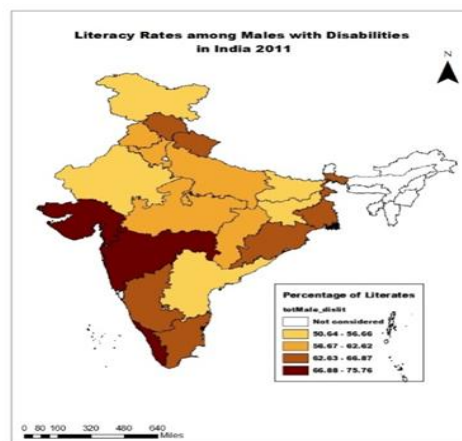 Literacy Rates among Males with Disabilities
in India 2011
N
Percentage of Literates
totMale_dislit
Not considered
50.64 - 56.66
56.67 - 62.62
62.63 - 66.87
66.88 - 75.76
0 80 160 320 480 640
Miles